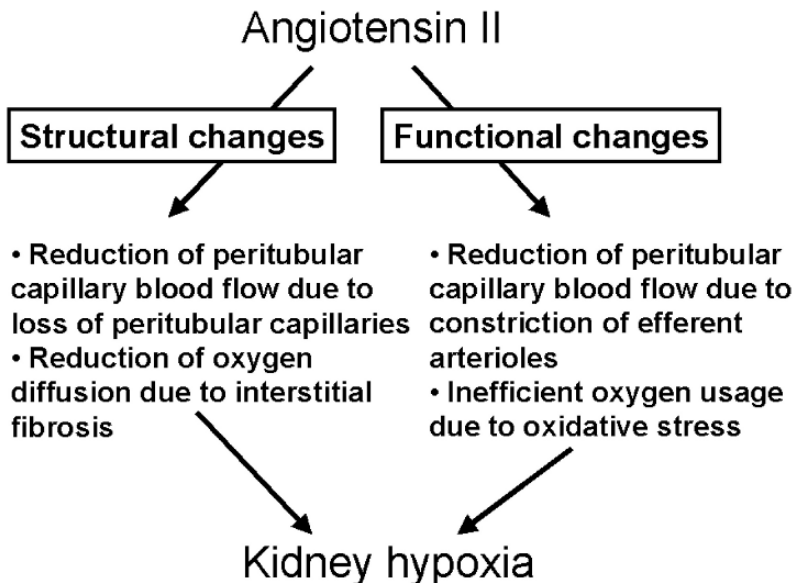 Angiotensin II
Structural changes
Functional changes
• Reduction of peritubular
capillary blood flow due to
loss of peritubular capillaries
• Reduction of oxygen
diffusion due to interstitial
fibrosis
• Reduction of peritubular
capillary blood flow due to
constriction of efferent
arterioles
• Inefficient oxygen usage
due to oxidative stress
Kidney hypoxia